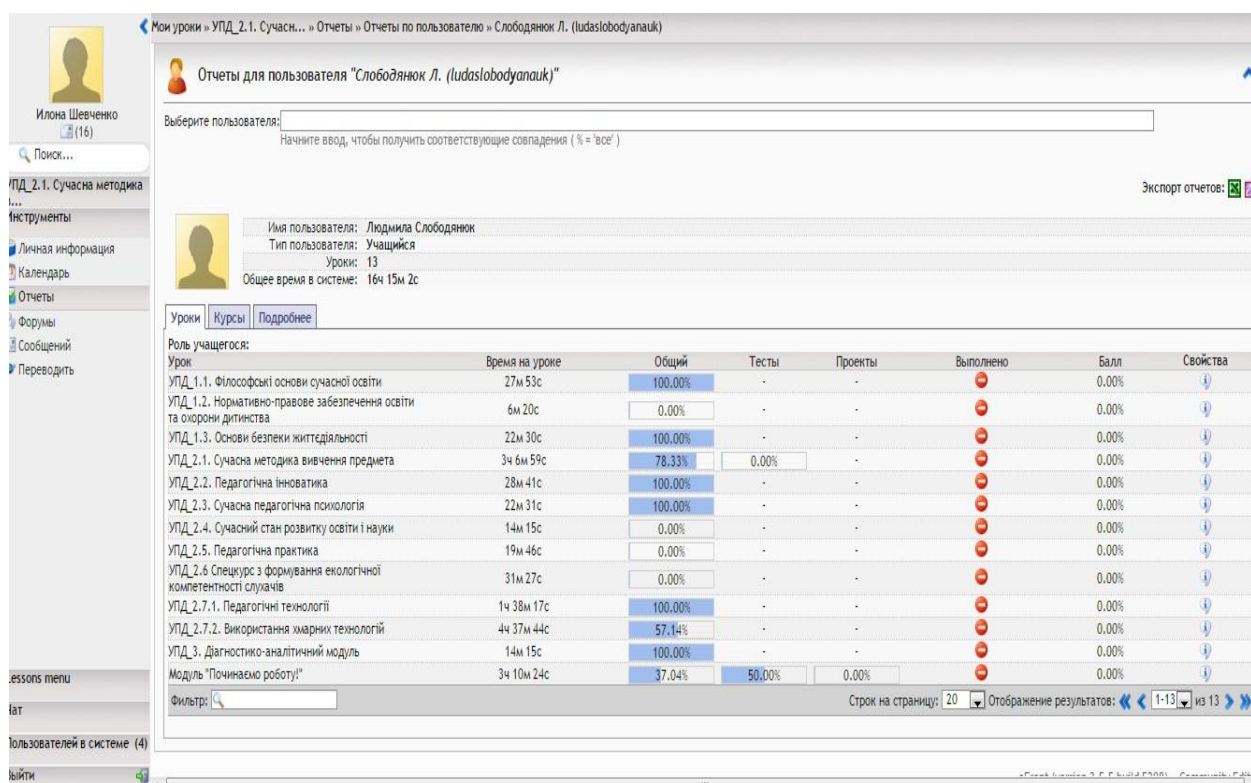 Мои уроки » УПД_2.1. Сучасн... » Отчеты » Отчеты по пользователю » Слободянюк Л. (ludaslobodyanauk)
Отчеты для пользователя "Слободянюк Л. (ludaslobodyanauk)"
Илона Шевченко
(16)
Поиск...
УПД_2.1. Сучасна методика
в...
Инструменты
Личная информация
Календарь
Отчеты
Форумы
Сообщений
Переводить
Lessons menu
Чат
Пользователей в системе (4)
Выйти
Выберите пользователя:
Начните ввод, чтобы получить соответствующие совпадения ( % = 'все' )
Экспорт отчетов:
Имя пользователя: Людмила Слободянюк
Тип пользователя: Учащийся
Уроки: 13
Общее время в системе: 16ч 15м 2с
Уроки Курсы Подробнее
Роль учащегося:
Урок Время на уроке Общий Тесты Проекты Выполнено Балл Свойства
УПД_1.1. Філософські основи сучасної освіти 27м 53с 100.00% - - 0.00%
УПД_1.2. Нормативно-правове забезпечення освіти
та охорони дитинства 6м 20с 0.00% - - 0.00%
УПД_1.3. Основи безпеки життєдіяльності 22м 30с 100.00% - - 0.00%
УПД_2.1. Сучасна методика вивчення предмета 3ч 6м 59с 78.33% 0.00% - 0.00%
УПД_2.2. Педагогічна інноватика 28м 41с 100.00% - - 0.00%
УПД_2.3. Сучасна педагогічна психологія 22м 31с 100.00% - - 0.00%
УПД_2.4. Сучасний стан розвитку освіти і науки 14м 15с 0.00% - - 0.00%
УПД_2.5. Педагогічна практика 19м 46с 0.00% - - 0.00%
УПД_2.6 Спецкурс з формування екологічної
компетентності слухачів 31м 27с 0.00% - - 0.00%
УПД_2.7.1. Педагогічні технології 1ч 38м 17с 100.00% - - 0.00%
УПД_2.7.2. Використання хмарних технологій 4ч 37м 44с 57.14% - - 0.00%
УПД_3. Діагностико-аналітичний модуль 14м 15с 100.00% - - 0.00%
Модуль "Починаємо роботу!" 3ч 10м 24с 37.04% 50.00% 0.00% 0.00%
Фильтр: Строк на страницу: 20 Отображение результатов: 1-13 из 13